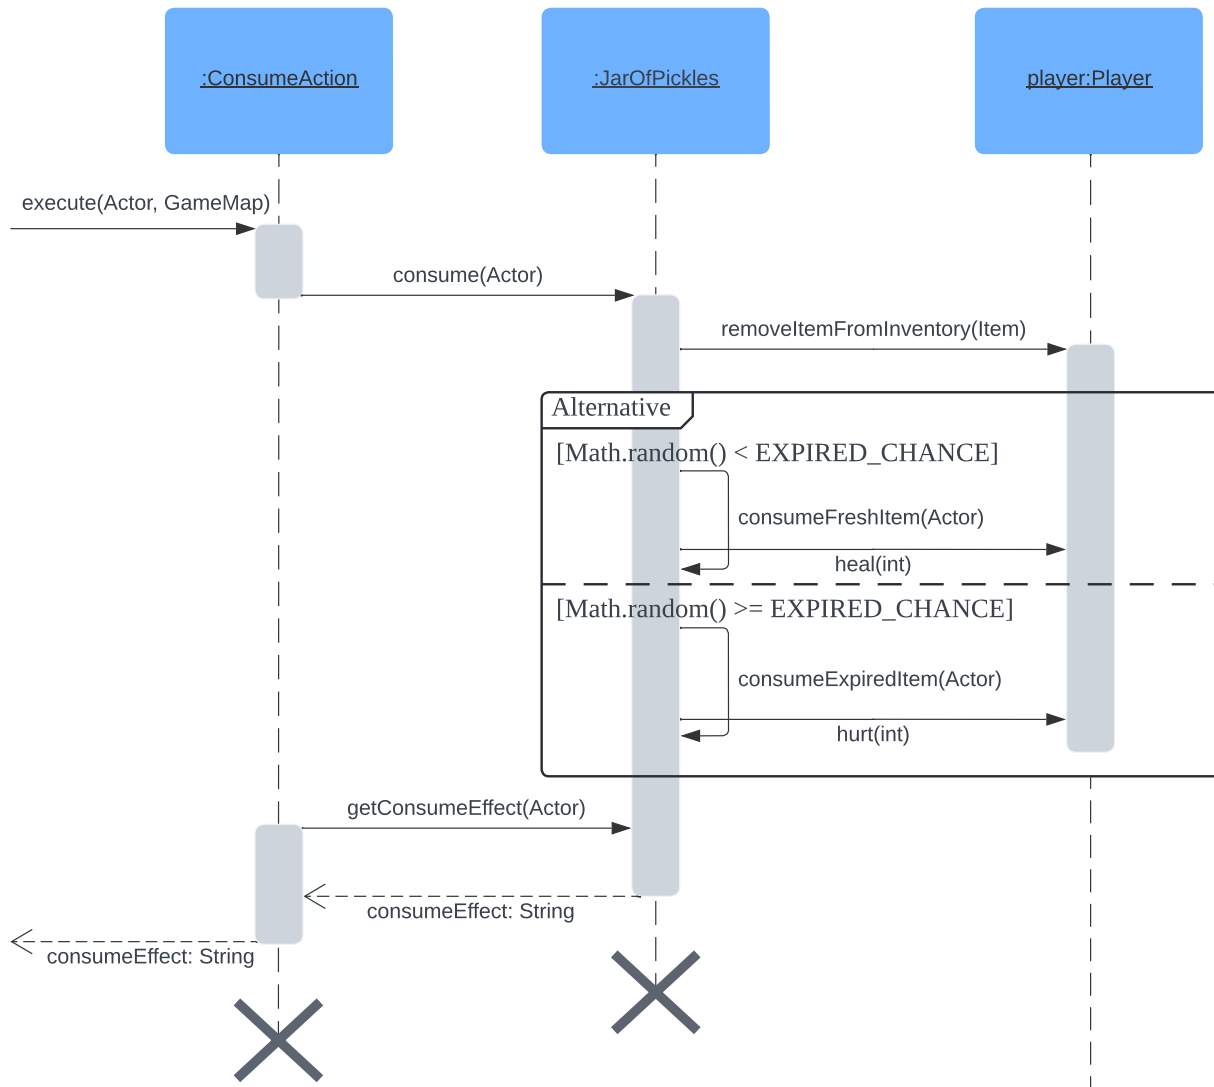 :ConsumeAction
:JarOfPickles
player:Player
execute(Actor, GameMap)
consume(Actor)
removeItemFromInventory(Item)
Alternative
[Math.random() < EXPIRED_CHANCE]
consumeFreshItem(Actor)
heal(int)
[Math.random() >= EXPIRED_CHANCE]
consumeExpiredItem(Actor)
hurt(int)
getConsumeEffect(Actor)
consumeEffect: String
consumeEffect: String